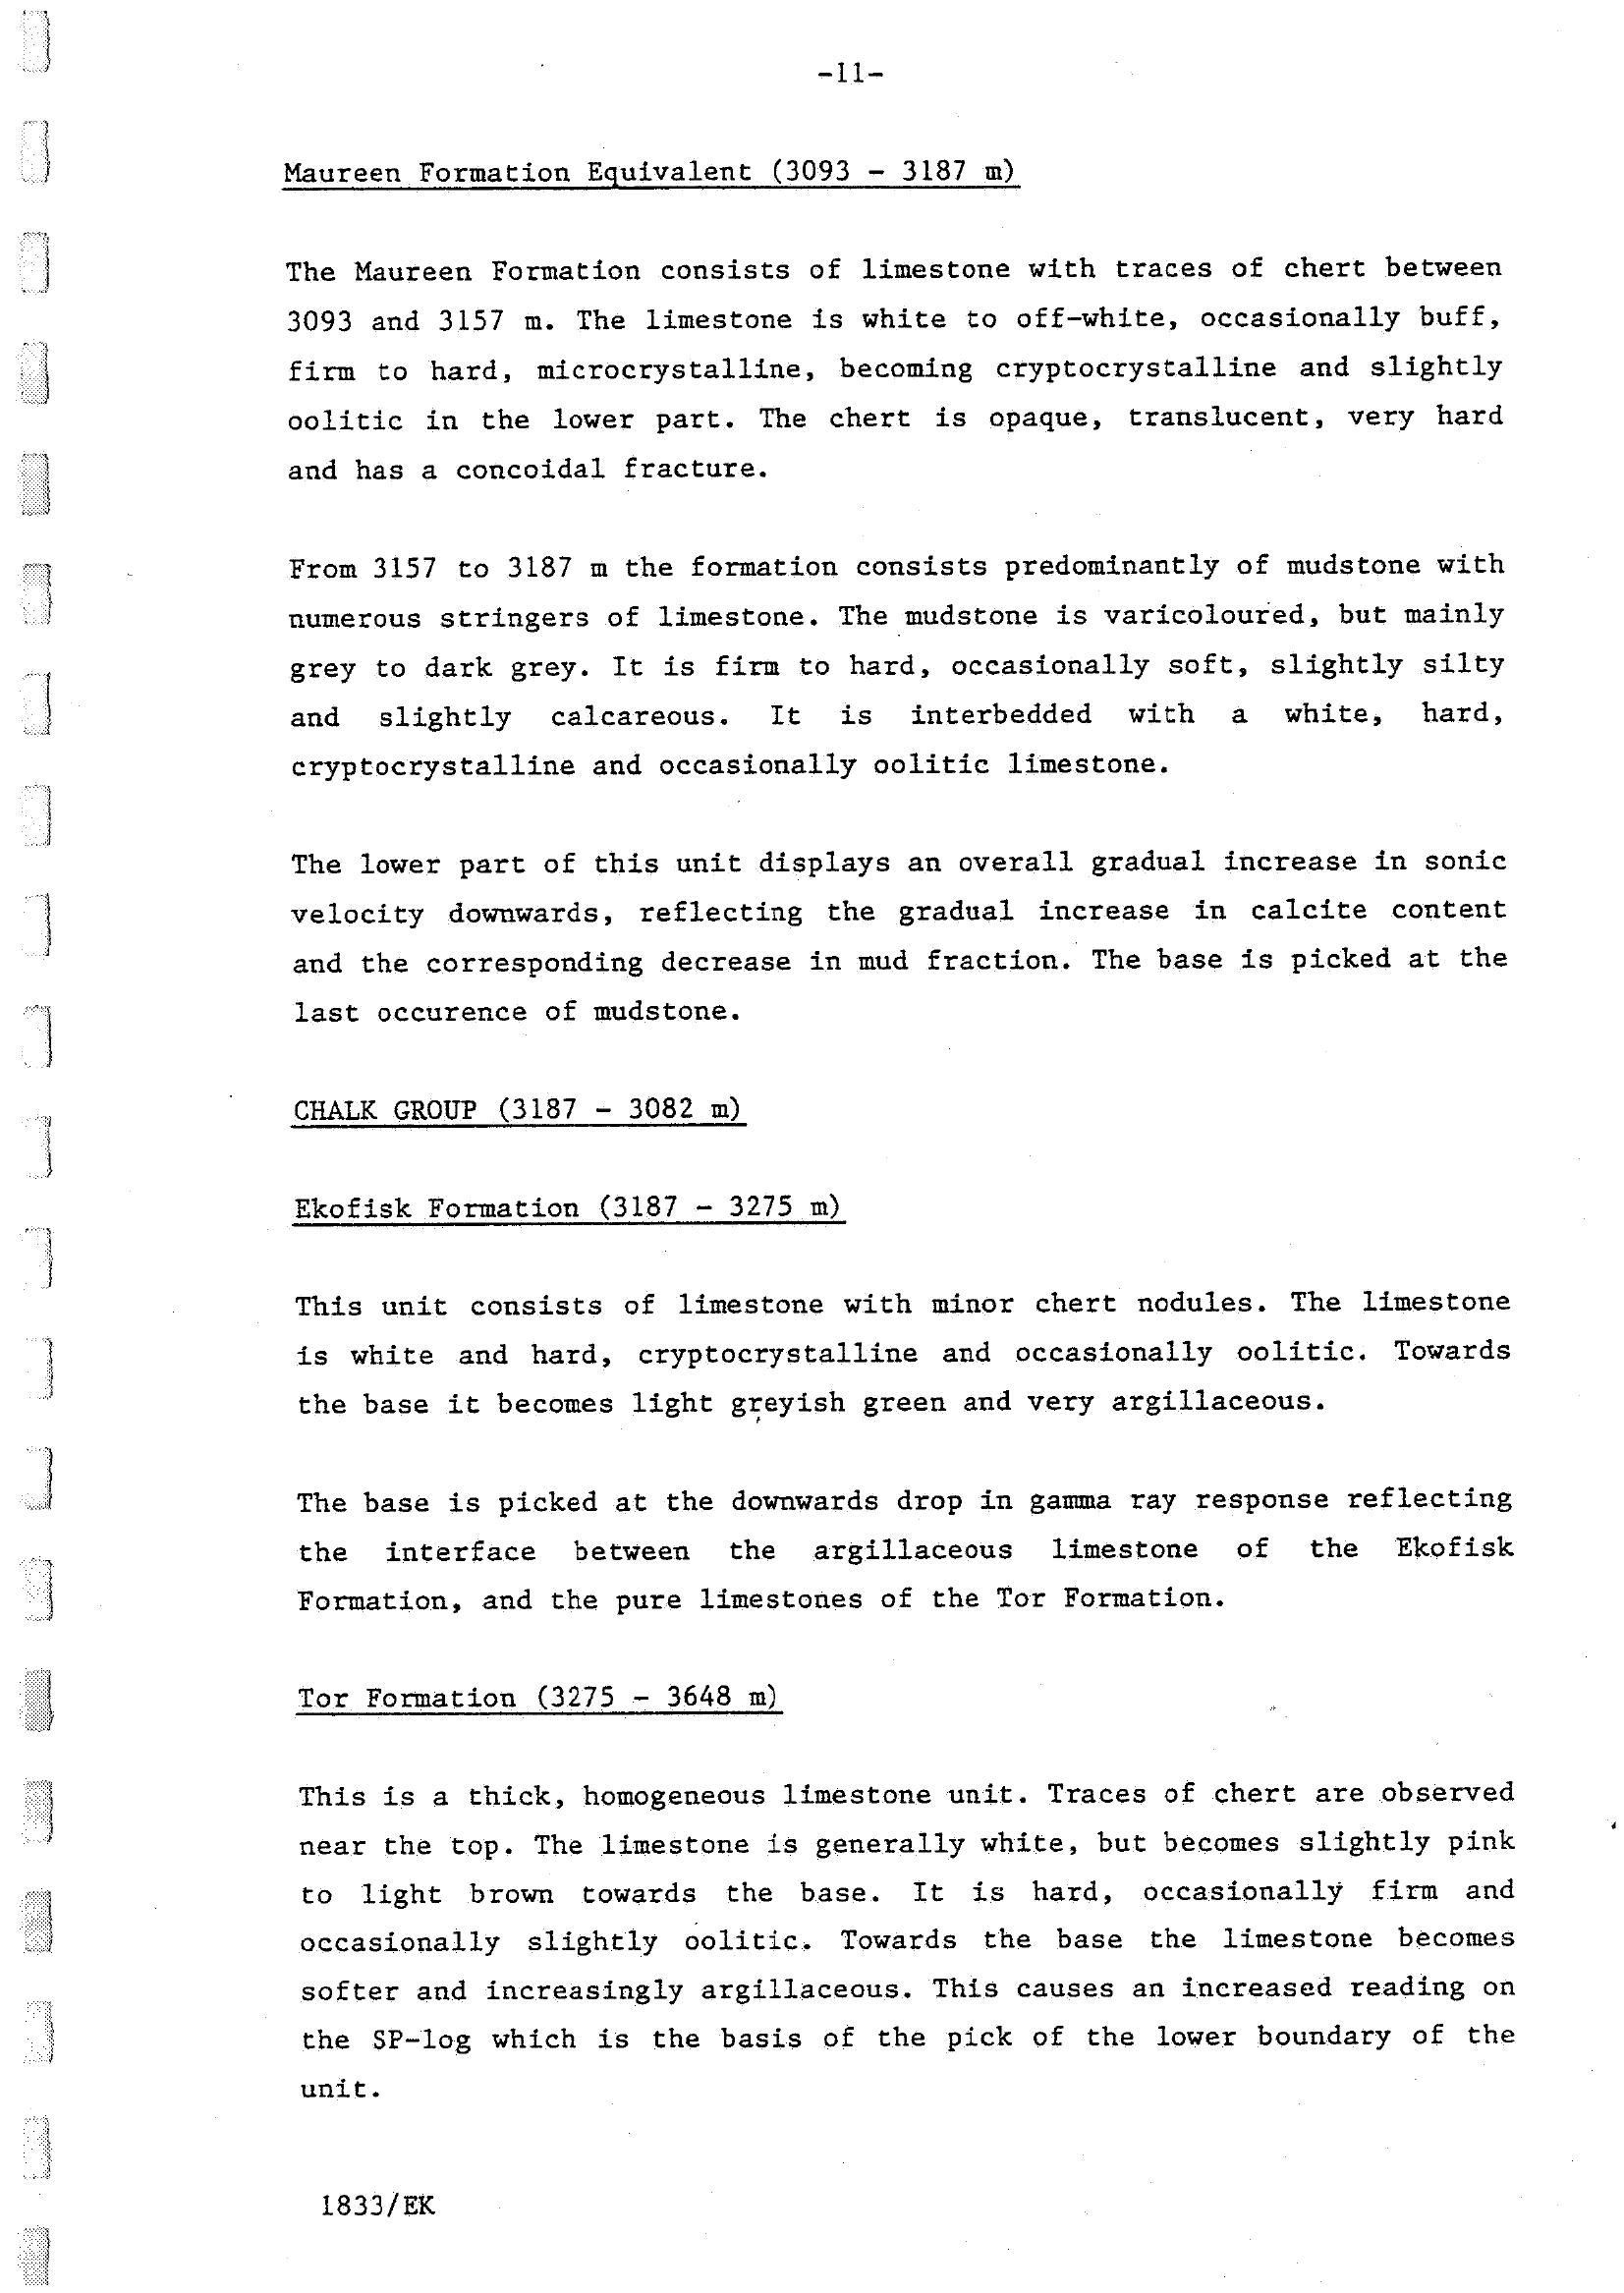 -11-
Maureen Formation Equivalent (3093 - 3187 m)
The Maureen Formation consists of limestone with traces of chert between
3093 and 3157 m. The limestone is white to off-white, occasionally buff,
firm to hard, microcrystalline, becoming cryptocrystalline and slightly
oolitic in the lower part. The chert is opaque, translucent, very hard
and has a concoidal fracture.
From 3157 to 3187 m the formation consists predominantly of mudstone with
numerous stringers of limestone. The mudstone is varicoloured, but mainly
grey to dark grey. It is firm to hard, occasionally soft, slightly silty
and slightly calcareous. It is interbedded with a white, hard,
cryptocrystalline and occasionally oolitic limestone.
The lower part of this unit displays an overall gradual increase in sonic
velocity downwards, reflecting the gradual increase in calcite content
and the corresponding decrease in mud fraction. The base is picked at the
last occurence of mudstone.
CHALK GROUP (3187 - 3082 m)
Ekofisk Formation (3187 - 3275 m)
This unit consists of limestone with minor chert nodules. The limestone
is white and hard, cryptocrystalline and occasionally oolitic. Towards
the base it becomes light greyish green and very argillaceous.
The base is picked at the downwards drop in gamma ray response reflecting
the interface between the argillaceous limestone of the Ekofisk
Formation, and the pure limestones of the Tor Formation.
Tor Formation (3275 - 3648 m)
This is a thick, homogeneous limestone unit. Traces of chert are observed
near the top. The limestone is generally white, but becomes slightly pink
to light brown towards the base. It is hard, occasionally firm and
occasionally slightly oolitic. Towards the base the limestone becomes
softer and increasingly argillaceous. This causes an increased reading on
the SP-log which is the basis of the pick of the lower boundary of the
unit.
1833/EK